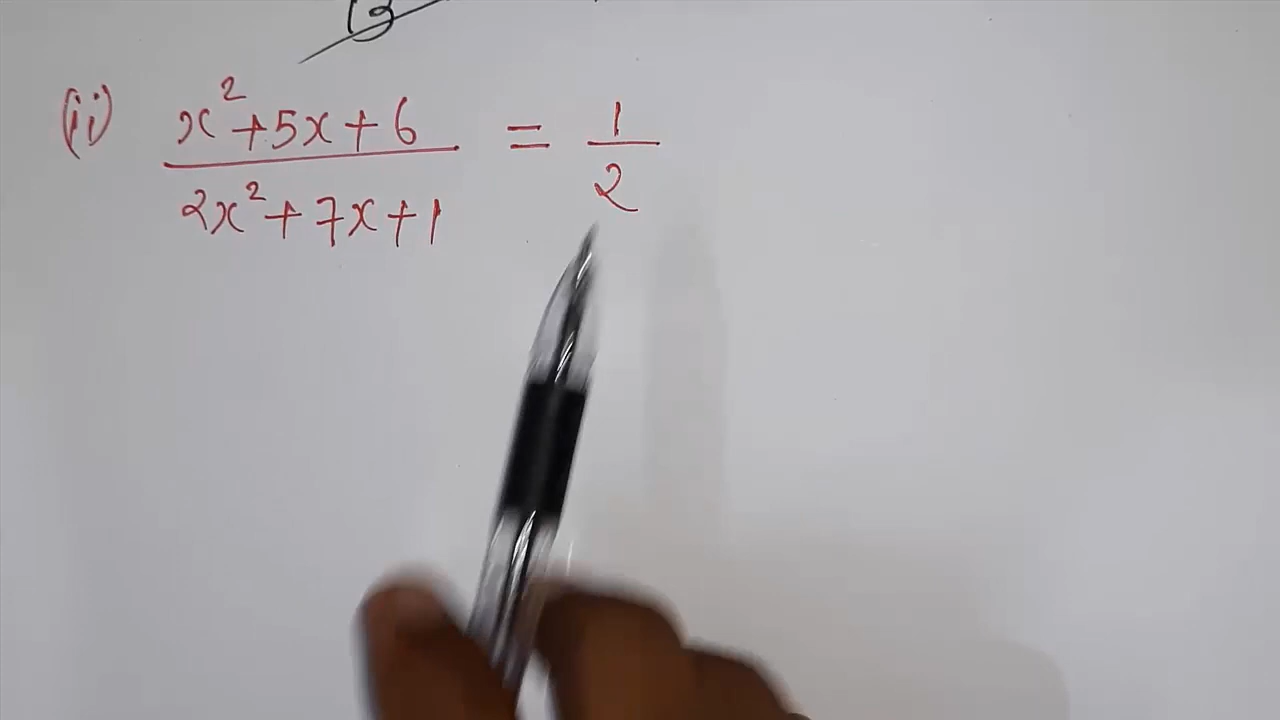 (ii) x²+5x+6 / 2x²+7x+1 = 1/2